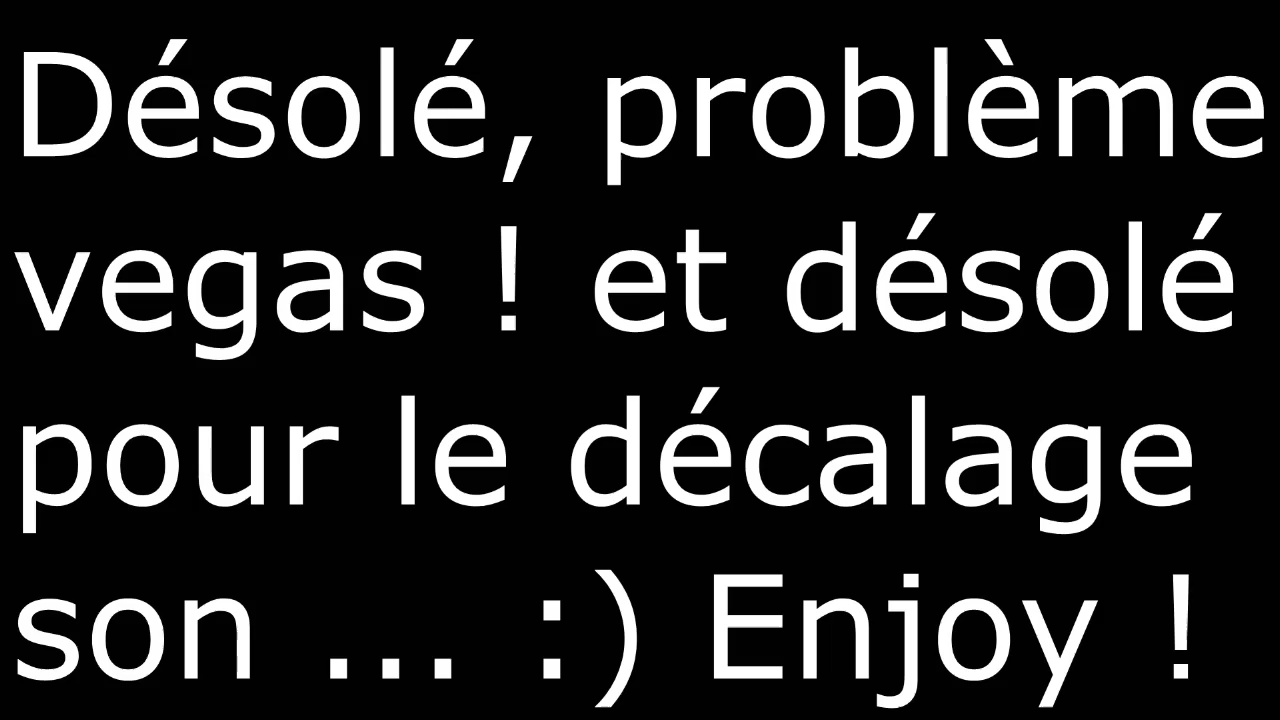 Désolé, problème
vegas ! et désolé
pour le décalage
son ... :) Enjoy !